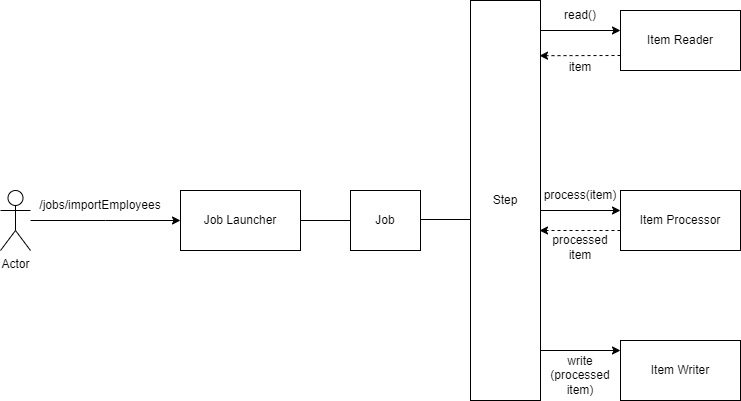 read()
Item Reader
item
/jobs/importEmployees
Job Launcher
Job
Step
process(item)
Item Processor
processed
item
Actor
write
(processed
item)
Item Writer